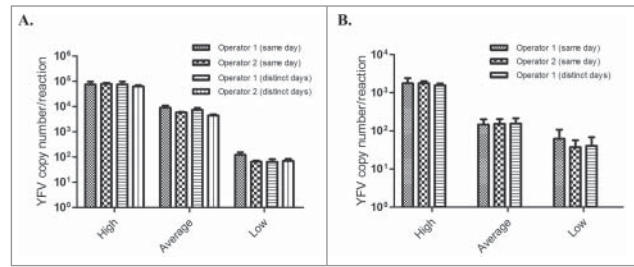 A.
YFV copy number/reaction
10^6
10^5
10^4
10^3
10^2
10^1
10^0
Operator 1 (same day)
Operator 2 (same day)
Operator 1 (distinct days)
Operator 2 (distinct days)
High
Average
Low
B.
YFV copy number/reaction
10^4
10^3
10^2
10^1
10^0
Operator 1 (same day)
Operator 2 (same day)
Operator 1 (distinct days)
High
Average
Low